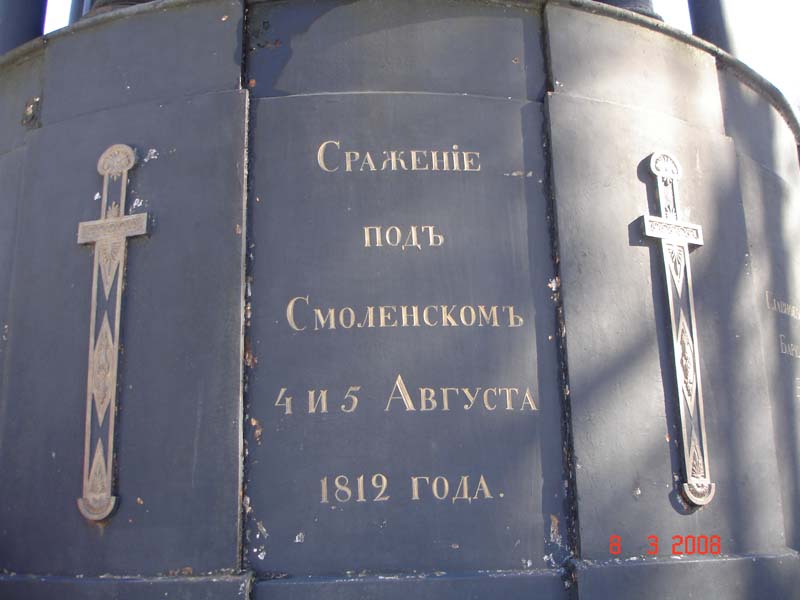 Сраженіе
подъ
Смоленскомъ
4 и 5 Августа
1812 года.
8 3 2008